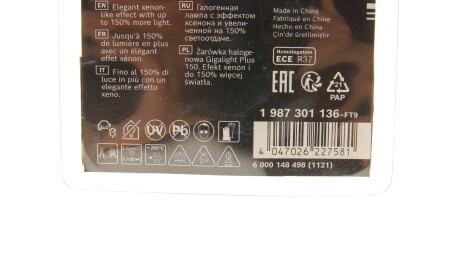 EN Elegant xenon-
like effect with up
to 150% more light.
FR Jusqu'à 150%
de lumière en plus
avec un élégant
effet xénon.
IT Fino al 150% di
luce in più con un
elegante effetto
xeno.
RU Галогенная
лампа с эффектом
ксенона и увели-
ченной на 150%
светоотдаче.
PL Żarówka haloge-
nowa Gigalight Plus
150. Efekt xenon i
do 150% więcej
światła.
Made in China
Fabriqué en Chine
Hecho en China
Çin'de üretilmiştir
Homologation
ECE R37
EAC
21
PAP
UV
Pb
1 987 301 136-FT9
4 047026 227581
6 000 148 498 (1121)